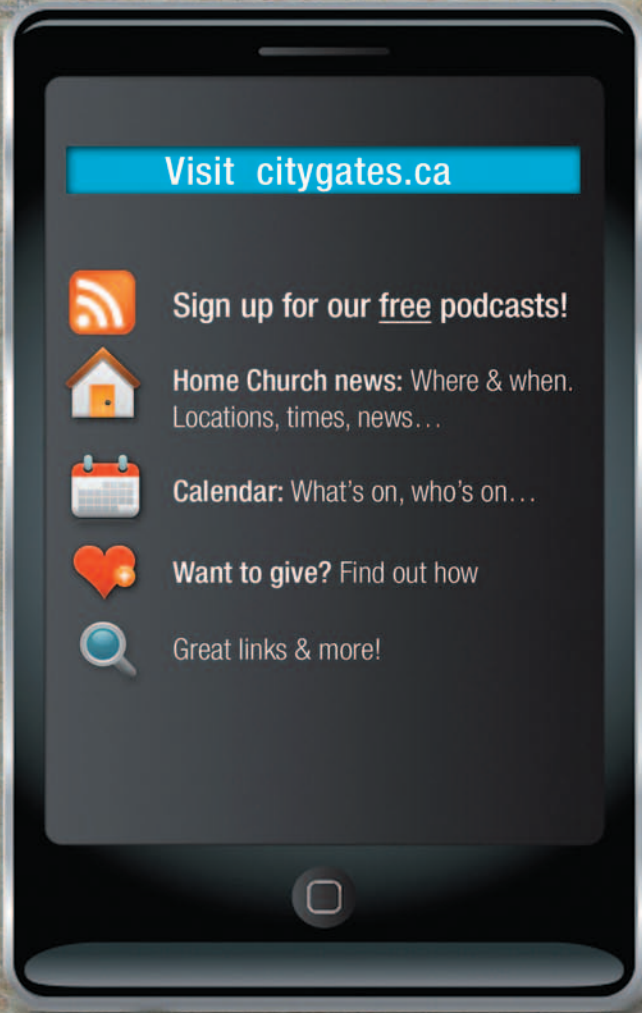 Visit citygates.ca
Sign up for our free podcasts!
Home Church news: Where & when.
Locations, times, news…
Calendar: What's on, who's on…
Want to give? Find out how
Great links & more!